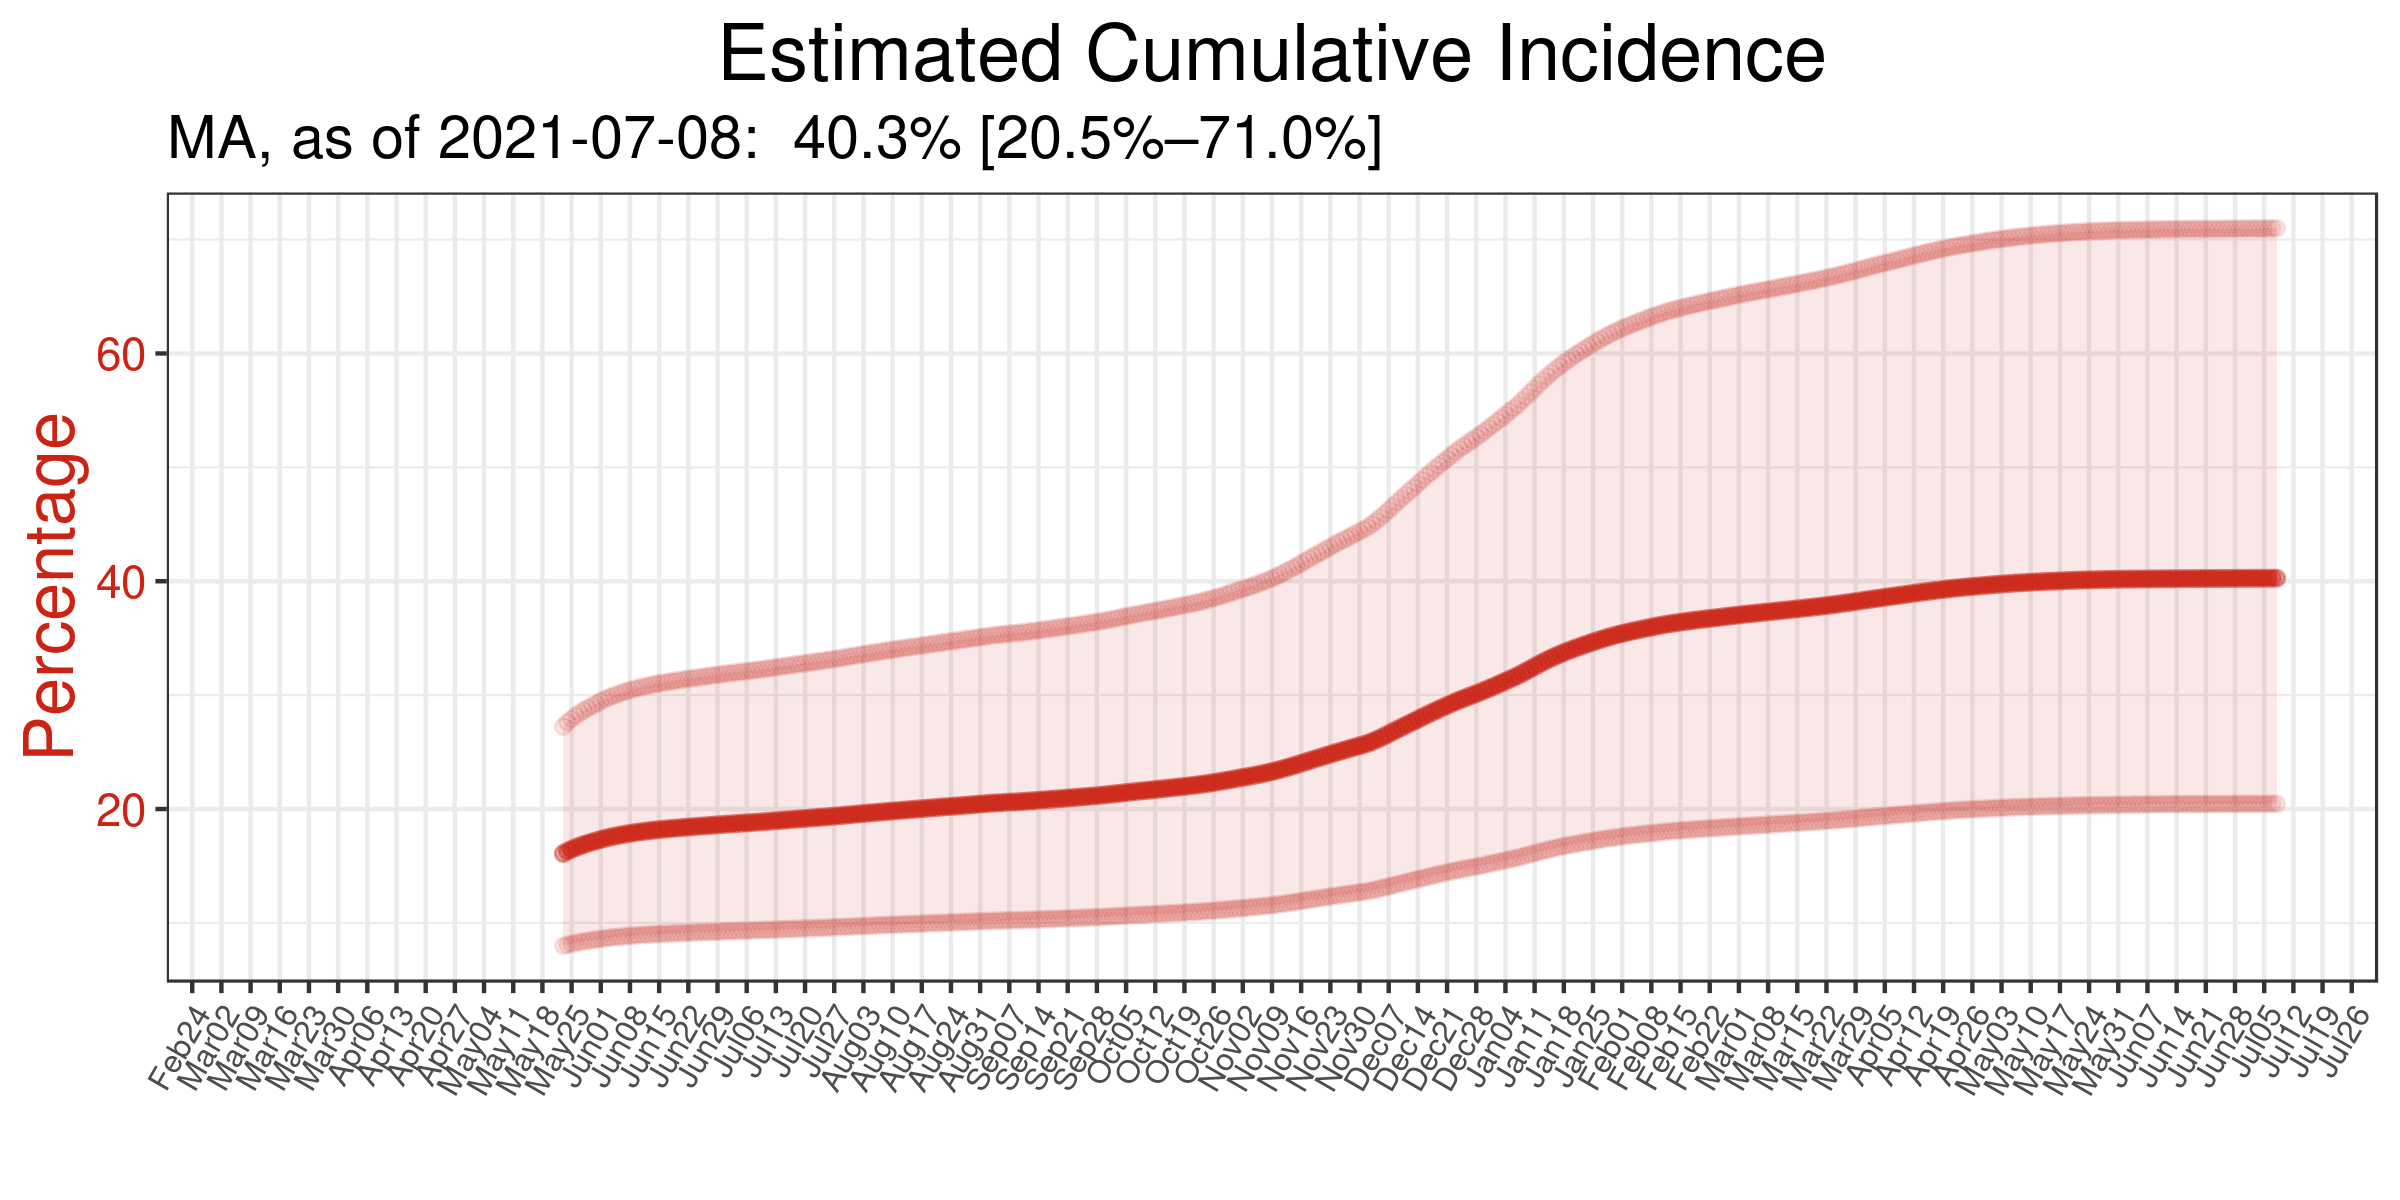 Estimated Cumulative Incidence
MA, as of 2021-07-08:  40.3% [20.5%–71.0%]
Percentage
60
40
20
Feb24
Mar02
Mar09
Mar16
Mar23
Mar30
Apr06
Apr13
Apr20
Apr27
May04
May11
May18
May25
Jun01
Jun08
Jun15
Jun22
Jun29
Jul06
Jul13
Jul20
Jul27
Aug03
Aug10
Aug17
Aug24
Aug31
Sep07
Sep14
Sep21
Sep28
Oct05
Oct12
Oct19
Oct26
Nov02
Nov09
Nov16
Nov23
Nov30
Dec07
Dec14
Dec21
Dec28
Jan04
Jan11
Jan18
Jan25
Feb01
Feb08
Feb15
Feb22
Mar01
Mar08
Mar15
Mar22
Mar29
Apr05
Apr12
Apr19
Apr26
May03
May10
May17
May24
May31
Jun07
Jun14
Jun21
Jun28
Jul05
Jul12
Jul19
Jul26